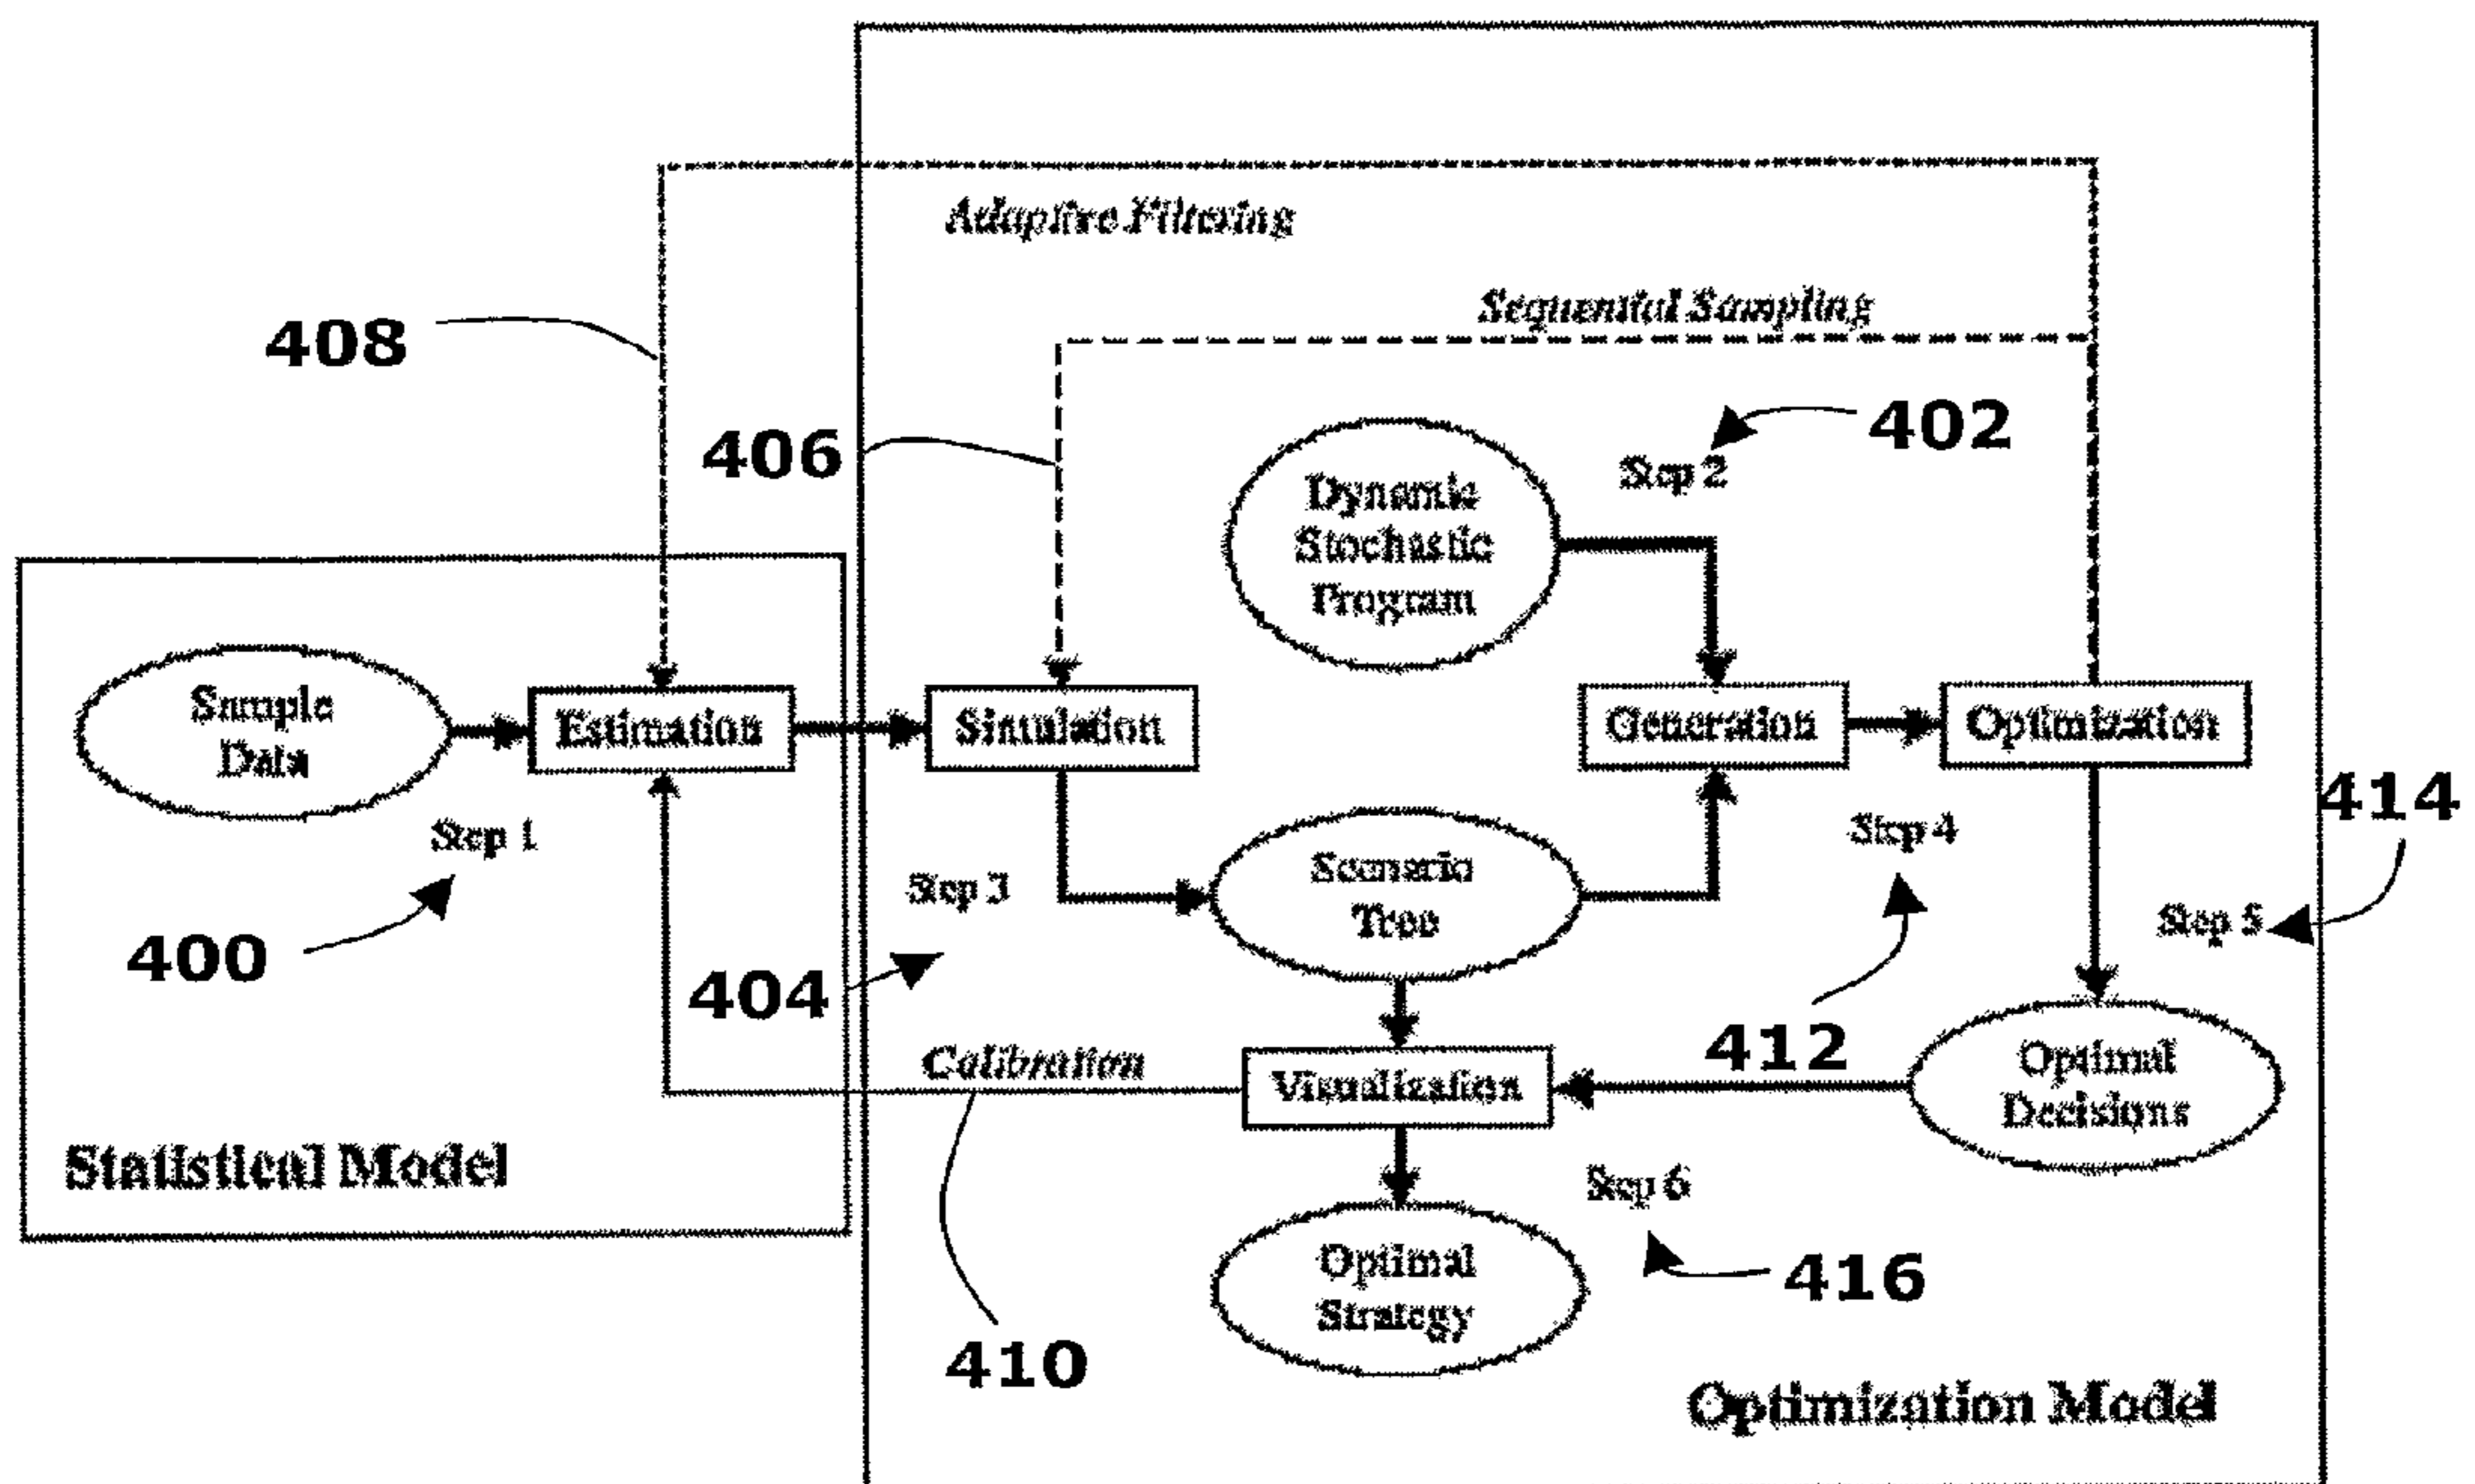 Adaptive Filtering
Sequential Sampling
408
406
402
Step 2
Dynamic
Stochastic
Program
Sample
Data
Estimation
Simulation
Generation
Optimization
414
Step 1
Step 3
Step 4
Scenario
Tree
Step 5
400
404
412
Calibration
Visualization
Optimal
Decisions
Statistical Model
Step 6
Optimal
Strategy
416
410
Optimization Model